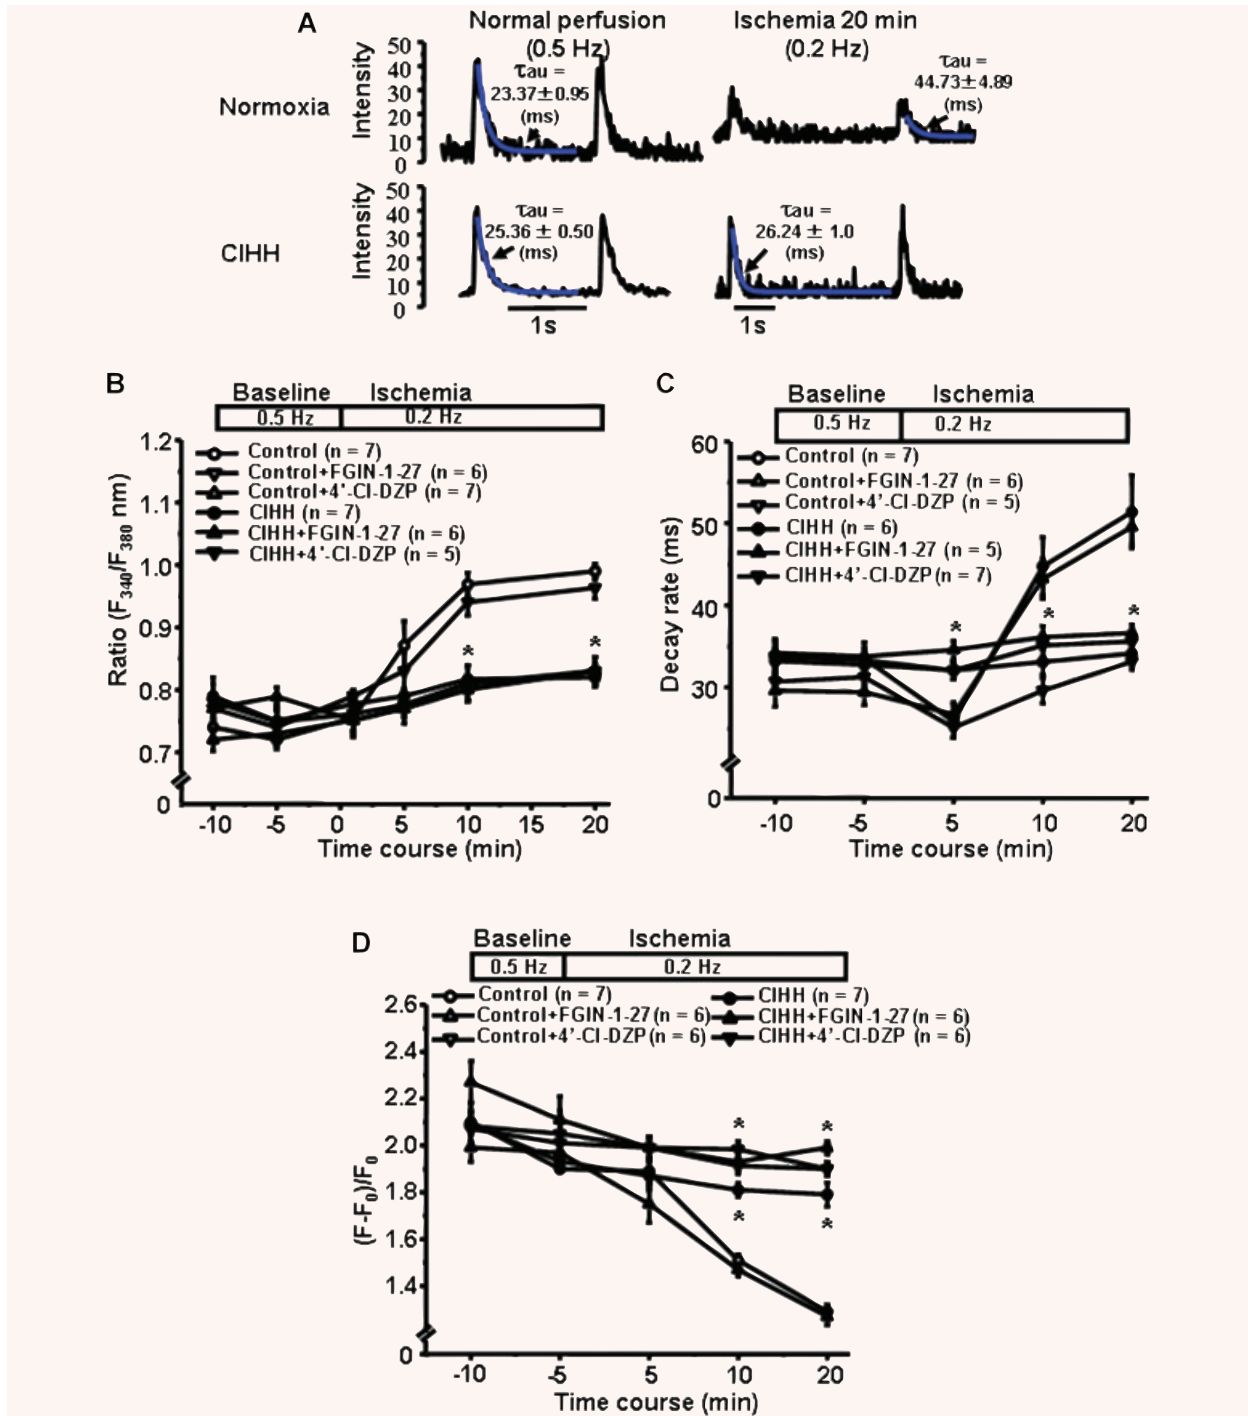 A
Normal perfusion
(0.5 Hz)
Ischemia 20 min
(0.2 Hz)
Normoxia
Intensity
50
40
30
20
10
0
τau =
23.37±0.95
(ms)
τau =
44.73±4.89
(ms)
CIHH
Intensity
50
40
30
20
10
0
τau =
25.36 ± 0.50
(ms)
τau =
26.24 ± 1.0
(ms)
1s
1s
B
Baseline
Ischemia
0.5 Hz
0.2 Hz
Control (n = 7)
Control+FGIN-1-27 (n = 6)
Control+4'-Cl-DZP (n = 7)
CIHH (n = 7)
CIHH+FGIN-1-27 (n = 6)
CIHH+4'-Cl-DZP (n = 5)
Ratio (F340/F380 nm)
1.2
1.1
1.0
0.9
0.8
0.7
0
*
*
-10 -5 0 5 10 15 20
Time course (min)
C
Baseline
Ischemia
0.5 Hz
0.2 Hz
Control (n = 7)
Control+FGIN-1-27 (n = 6)
Control+4'-Cl-DZP (n = 5)
CIHH (n = 6)
CIHH+FGIN-1-27 (n = 5)
CIHH+4'-Cl-DZP (n = 7)
Decay rate (ms)
60
50
40
30
0
*
*
*
-10 -5 5 10 20
Time course (min)
D
Baseline
Ischemia
0.5 Hz
0.2 Hz
Control (n = 7)
Control+FGIN-1-27 (n = 6)
Control+4'-Cl-DZP (n = 6)
CIHH (n = 7)
CIHH+FGIN-1-27 (n = 6)
CIHH+4'-Cl-DZP (n = 6)
(F-F0)/F0
2.6
2.4
2.2
2.0
1.8
1.6
1.4
0
*
*
*
*
-10 -5 5 10 20
Time course (min)